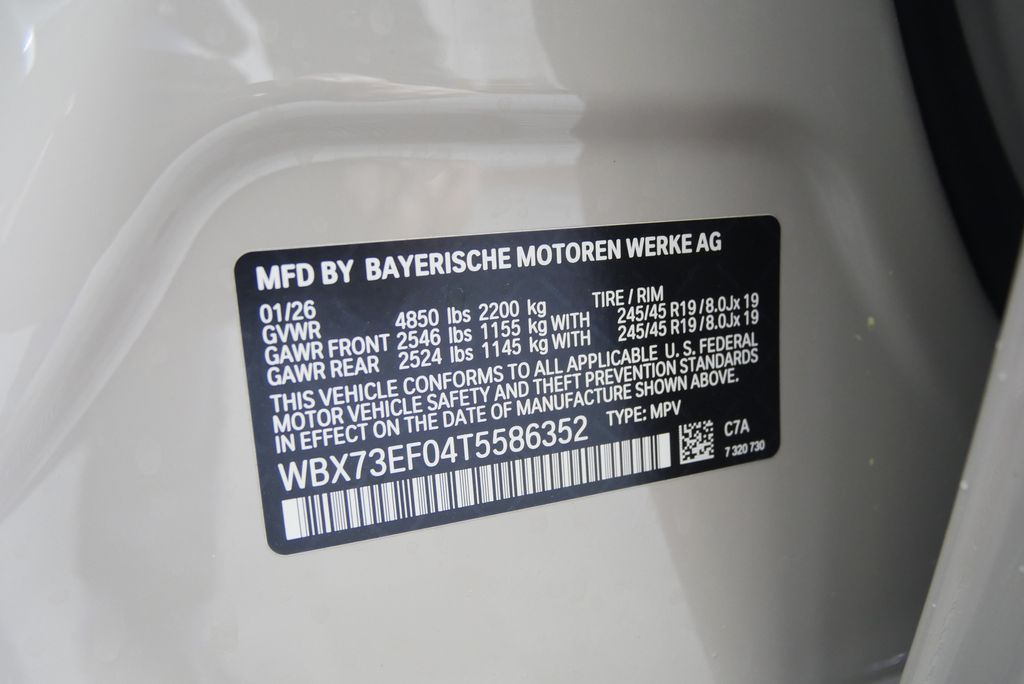 MFD BY BAYERISCHE MOTOREN WERKE AG
01/26 TIRE / RIM
GVWR 4850 lbs 2200 kg
GAWR FRONT 2546 lbs 1155 kg WITH 245/45 R19 / 8.0Jx 19
GAWR REAR 2524 lbs 1145 kg WITH 245/45 R19 / 8.0Jx 19
THIS VEHICLE CONFORMS TO ALL APPLICABLE U. S. FEDERAL
MOTOR VEHICLE SAFETY AND THEFT PREVENTION STANDARDS
IN EFFECT ON THE DATE OF MANUFACTURE SHOWN ABOVE.
WBX73EF04T5586352 TYPE: MPV
C7A
7 320 730